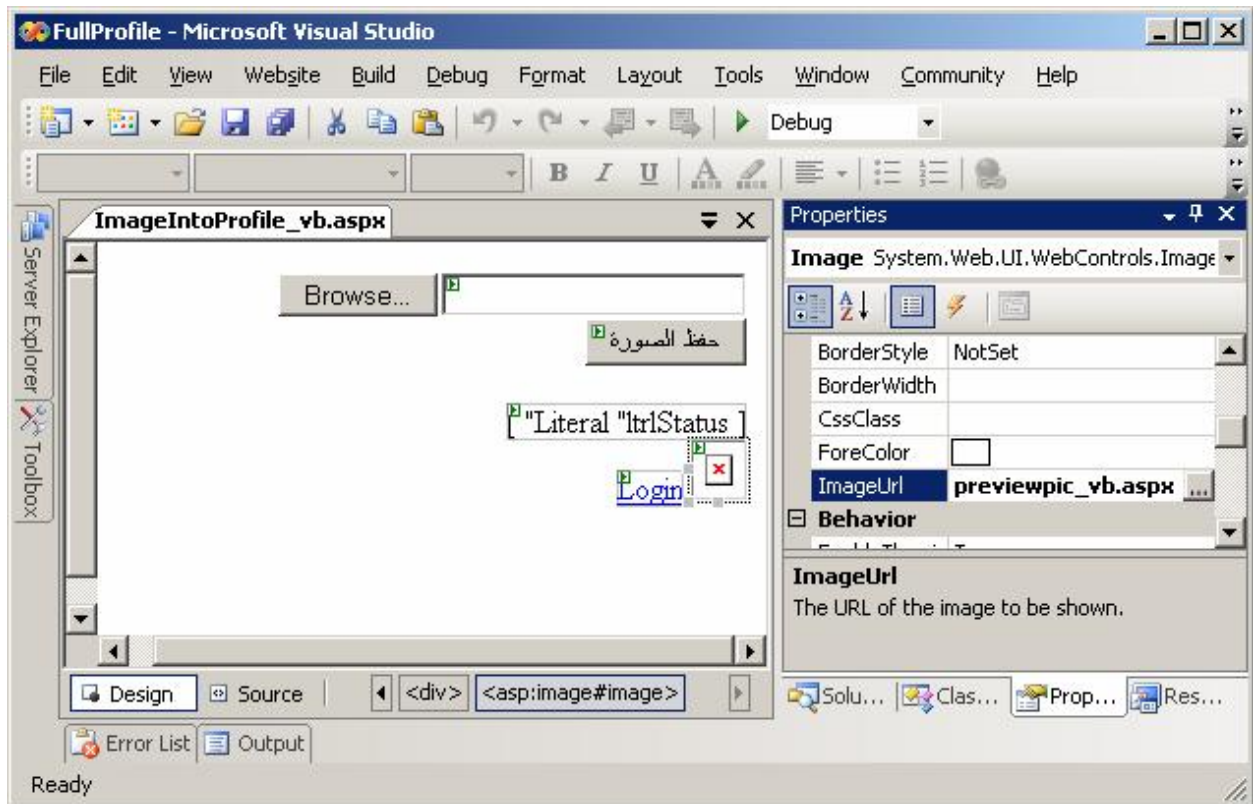 FullProfile - Microsoft Visual Studio
File Edit View Website Build Debug Format Layout Tools Window Community Help
Debug
B I U A
Server Explorer
Toolbox
ImageIntoProfile_vb.aspx
Browse...
حفظ الصورة
[ "Literal "ltrlStatus ]
Login
Design Source <div> <asp:image#image>
Properties
Image System.Web.UI.WebControls.Image
BorderStyle NotSet
BorderWidth
CssClass
ForeColor
ImageUrl previewpic_vb.aspx ...
Behavior
ImageUrl
The URL of the image to be shown.
Solu... Clas... Prop... Res...
Error List Output
Ready